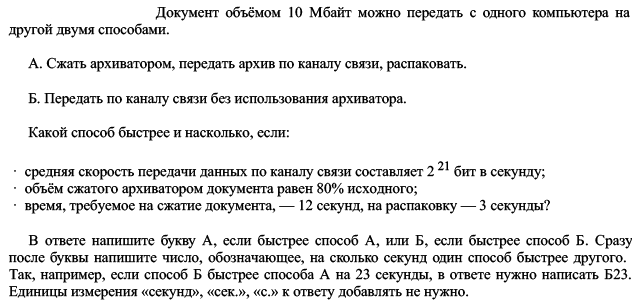 Документ объёмом 10 Мбайт можно передать с одного компьютера на
другой двумя способами.
А. Сжать архиватором, передать архив по каналу связи, распаковать.
Б. Передать по каналу связи без использования архиватора.
Какой способ быстрее и насколько, если:
· средняя скорость передачи данных по каналу связи составляет 2 21 бит в секунду;
· объём сжатого архиватором документа равен 80% исходного;
· время, требуемое на сжатие документа, — 12 секунд, на распаковку — 3 секунды?
В ответе напишите букву А, если быстрее способ А, или Б, если быстрее способ Б. Сразу
после буквы напишите число, обозначающее, на сколько секунд один способ быстрее другого.
Так, например, если способ Б быстрее способа А на 23 секунды, в ответе нужно написать Б23.
Единицы измерения «секунд», «сек.», «с.» к ответу добавлять не нужно.